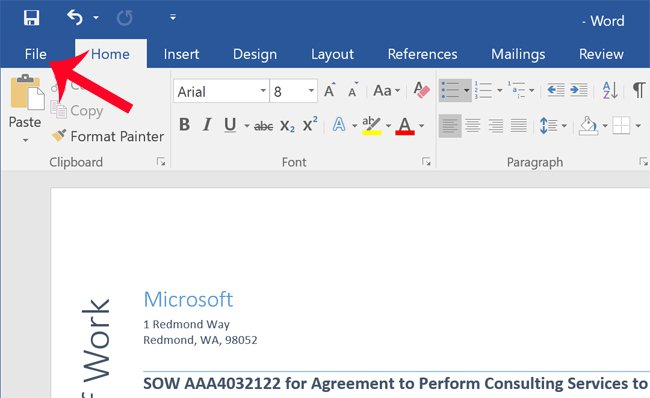 - Word
File Home Insert Design Layout References Mailings Review
Arial 8 Aa
Copy
Paste
Format Painter
B I U abc X₂ X² A ab A
Clipboard Font Paragraph
Microsoft
1 Redmond Way
Redmond, WA, 98052
f Work
SOW AAA4032122 for Agreement to Perform Consulting Services to